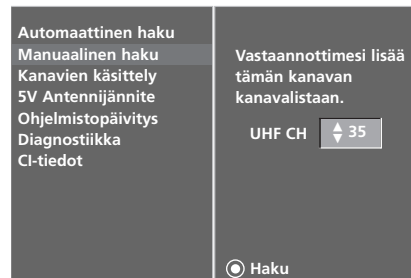 Automaattinen haku
Manuaalinen haku
Kanavien käsittely
5V Antennijännite
Ohjelmistopäivitys
Diagnostiikka
CI-tiedot
Vastaannottimesi lisää
tämän kanavan
kanavalistaan.
UHF CH 35
Haku